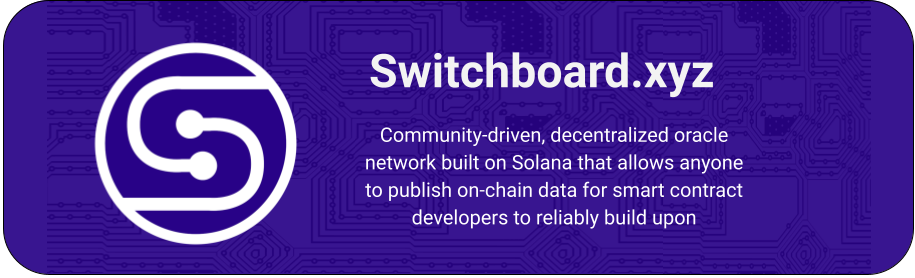 Switchboard.xyz
Community-driven, decentralized oracle
network built on Solana that allows anyone
to publish on-chain data for smart contract
developers to reliably build upon